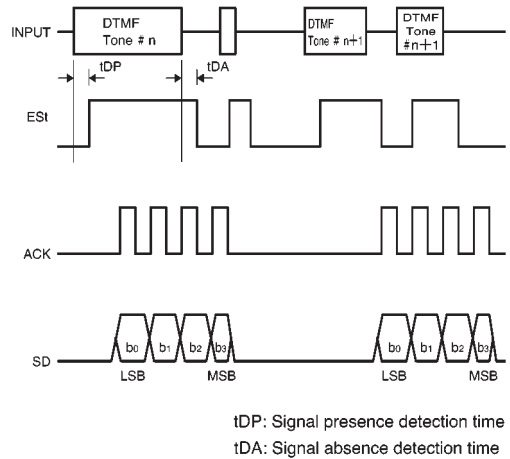 INPUT
DTMF
Tone # n
DTMF
Tone # n+1
DTMF
Tone
#n+1
tDP
tDA
ESt
ACK
SD
b0 b1 b2 b3
b0 b1 b2 b3
LSB MSB LSB MSB
tDP: Signal presence detection time
tDA: Signal absence detection time